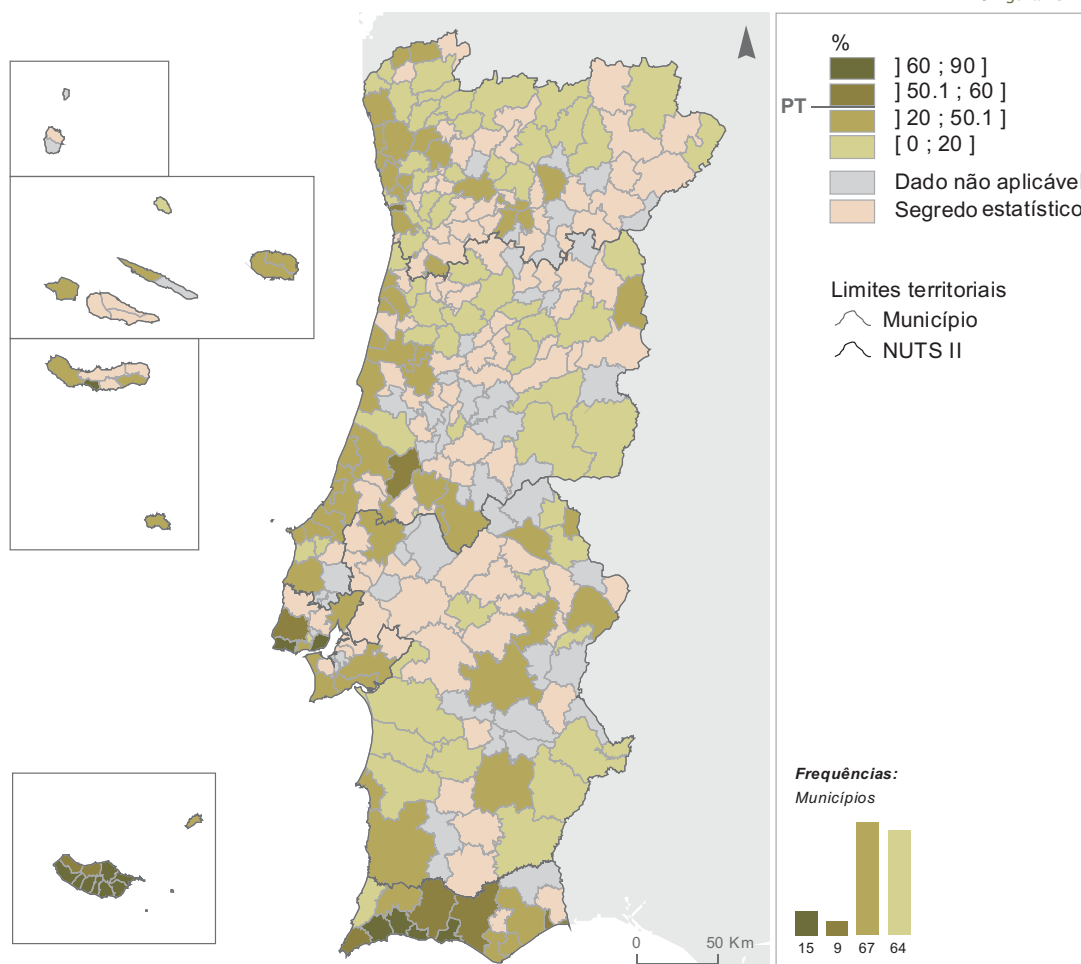 %
] 60 ; 90 ]
] 50.1 ; 60 ]
PT
] 20 ; 50.1 ]
[ 0 ; 20 ]
Dado não aplicável
Segredo estatístico
Limites territoriais
Município
NUTS II
Frequências:
Municípios
15 9 67 64
0 50 Km